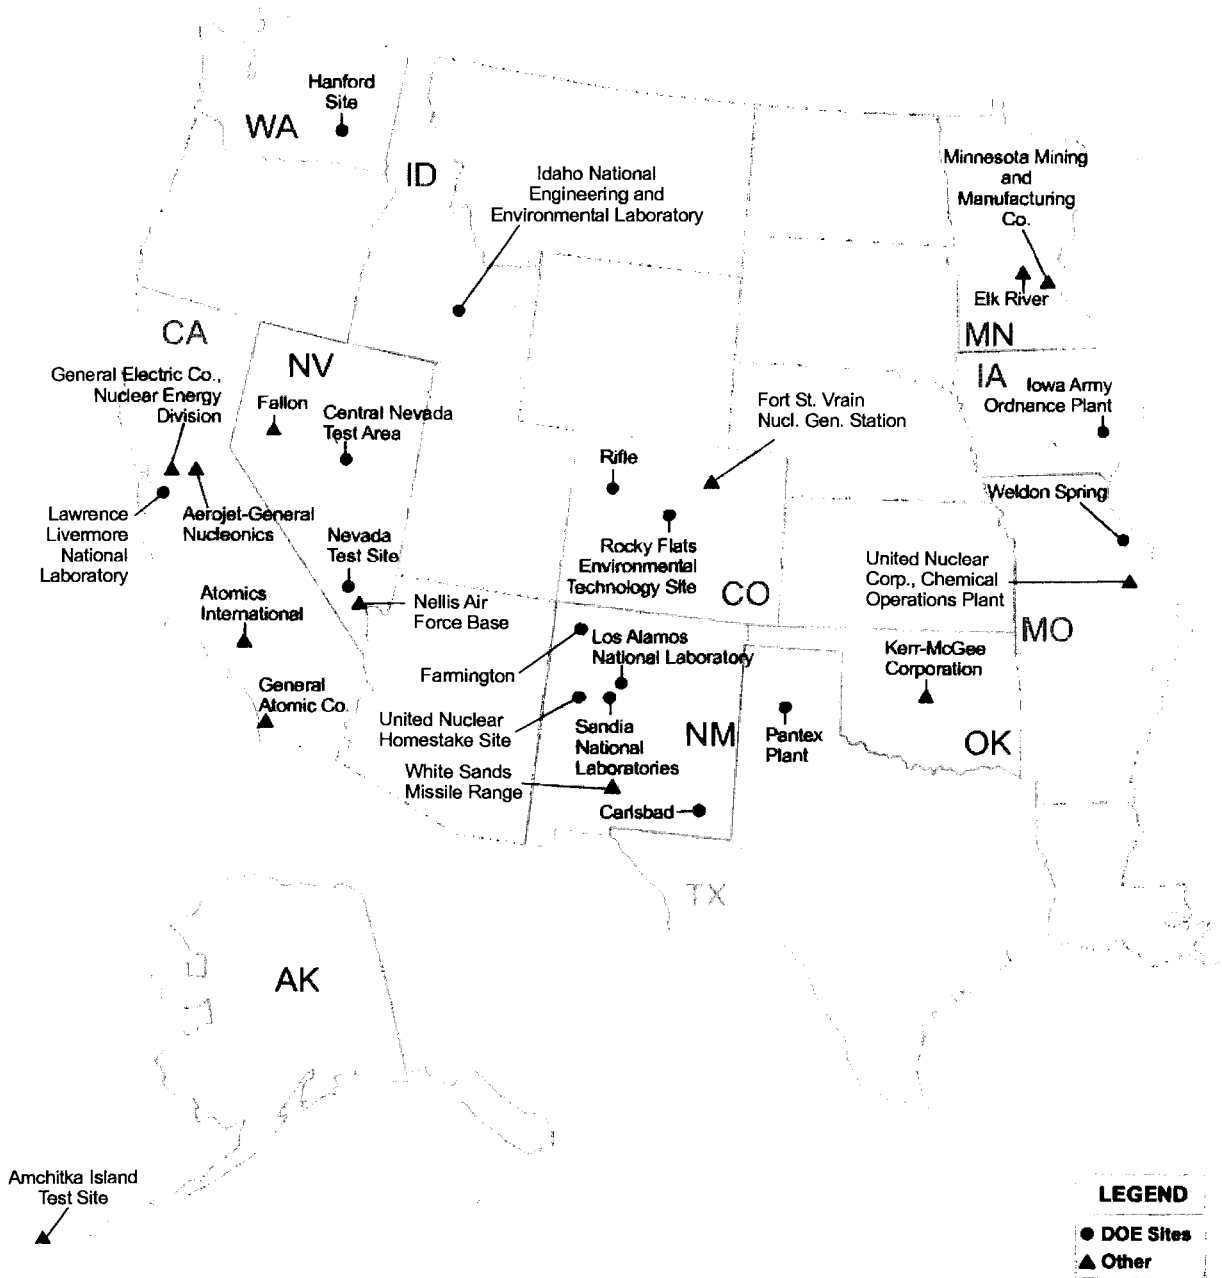 Hanford
Site
WA
ID
Idaho National
Engineering and
Environmental Laboratory
Minnesota Mining
and
Manufacturing
Co.
Elk River
MN
CA
NV
IA
Iowa Army
Ordnance Plant
General Electric Co.,
Nuclear Energy
Division
Fallon
Central Nevada
Test Area
Fort St. Vrain
Nucl. Gen. Station
Rifle
Weldon Spring
Lawrence
Livermore
National
Laboratory
Aerojet-General
Nucleonics
Nevada
Test Site
Rocky Flats
Environmental
Technology Site
CO
United Nuclear
Corp., Chemical
Operations Plant
MO
Atomics
International
Nellis Air
Force Base
Los Alamos
National Laboratory
Kerr-McGee
Corporation
Farmington
General
Atomic Co.
United Nuclear
Homestake Site
Sandia
National
Laboratories
NM
Pantex
Plant
OK
White Sands
Missile Range
Carlsbad
TX
AK
Amchitka Island
Test Site
LEGEND
DOE Sites
Other